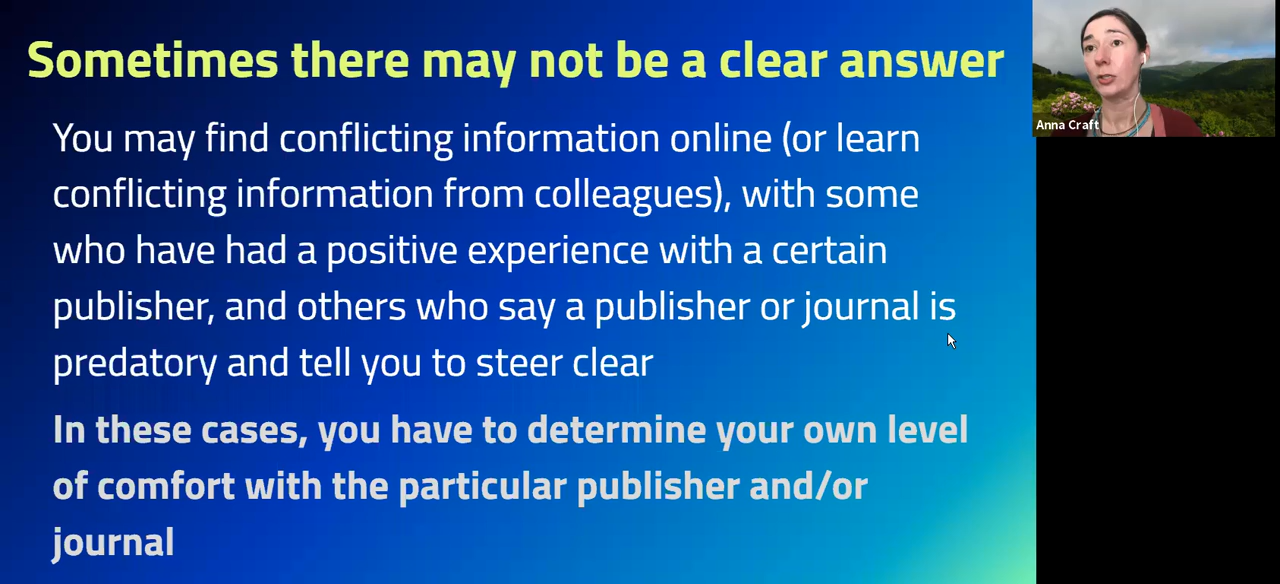 Sometimes there may not be a clear answer
You may find conflicting information online (or learn
conflicting information from colleagues), with some
who have had a positive experience with a certain
publisher, and others who say a publisher or journal is
predatory and tell you to steer clear
In these cases, you have to determine your own level
of comfort with the particular publisher and/or
journal
Anna Craft